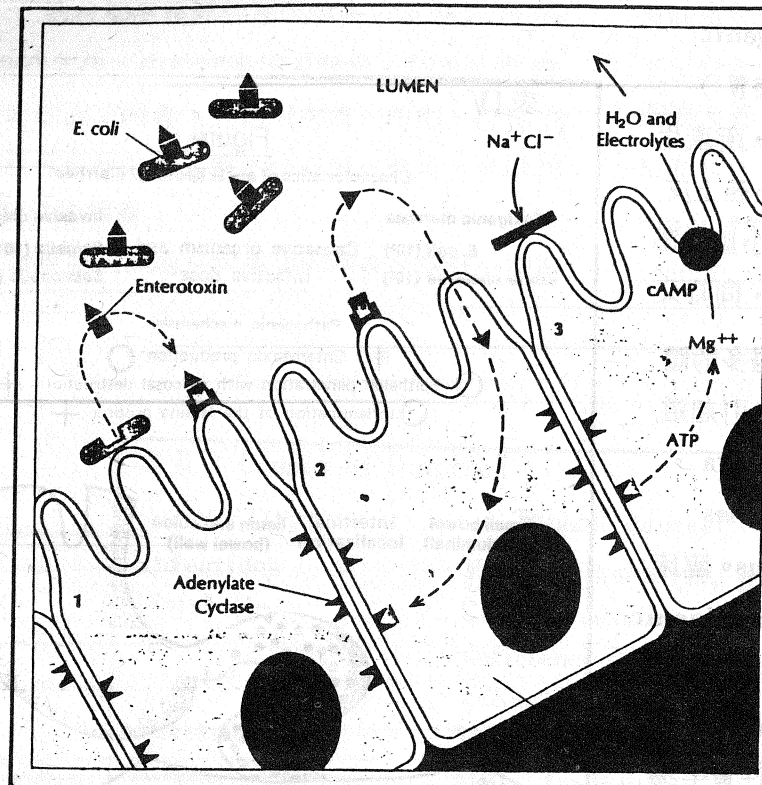 LUMEN
H₂O and
Electrolytes
Na⁺Cl⁻
E. coli
Enterotoxin
cAMP
3
Mg⁺⁺
ATP
2
Adenylate
Cyclase
1